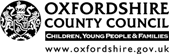 OXFORDSHIRE
COUNTY COUNCIL
CHILDREN, YOUNG PEOPLE & FAMILIES
www.oxfordshire.gov.uk